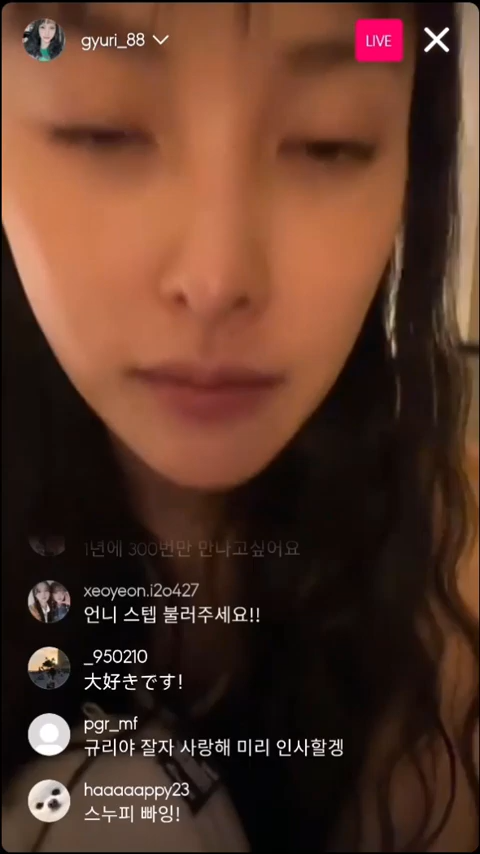 gyuri_88
LIVE
1년에 300번만 만나고싶어요
xeoyeon.i2o427
언니 스텝 불러주세요!!
_950210
大好きです!
pgr_mf
규리야 잘자 사랑해 미리 인사할겡
haaaaappy23
스누피 빠잉!